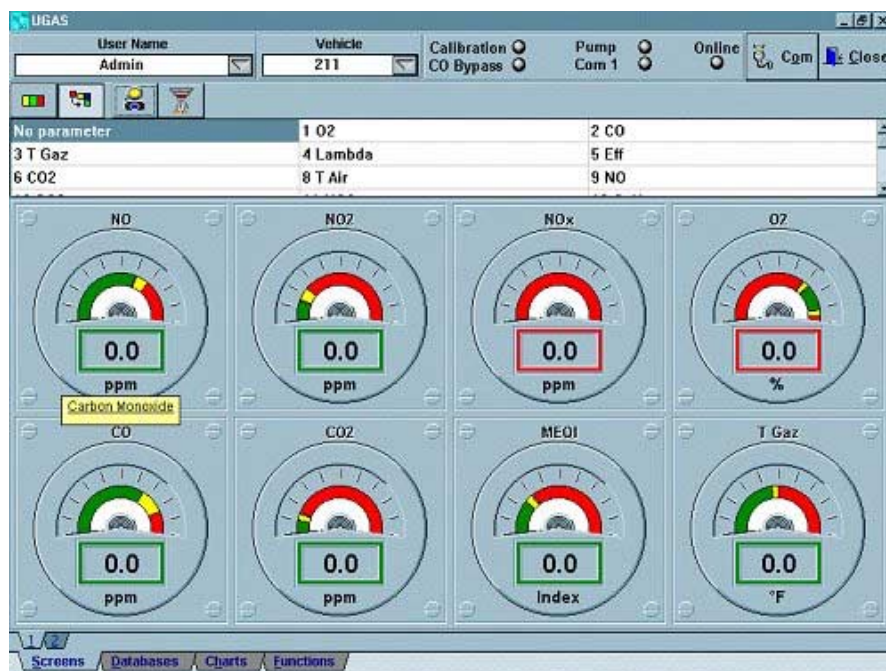 UGAS
User Name
Admin
Vehicle
211
Calibration
CO Bypass
Pump
Com 1
Online
Com
Close
No parameter
1 O2
2 CO
3 T Gaz
4 Lambda
5 Eff
6 CO2
8 T Air
9 NO
NO
0.0
ppm
NO2
0.0
ppm
NOx
0.0
ppm
O2
0.0
%
Carbon Monoxide
CO
0.0
ppm
CO2
0.0
ppm
MEQI
0.0
Index
T Gaz
0.0
°F
1
2
Screens
Databases
Charts
Functions